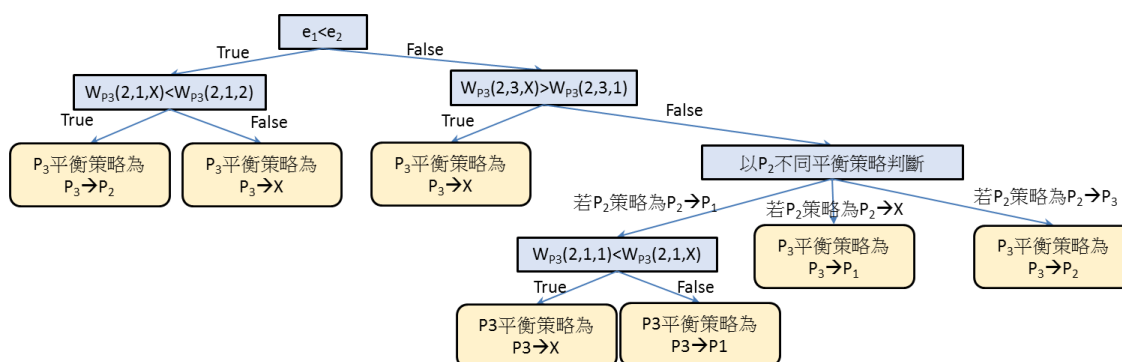 e₁<e₂
True
False
W_P3(2,1,X)<W_P3(2,1,2)
W_P3(2,3,X)>W_P3(2,3,1)
True
False
True
False
P₃平衡策略為
P₃→P₂
P₃平衡策略為
P₃→X
P₃平衡策略為
P₃→X
以P₂不同平衡策略判斷
若P₂策略為P₂→P₁
若P₂策略為P₂→X
若P₂策略為P₂→P₃
W_P3(2,1,1)<W_P3(2,1,X)
P₃平衡策略為
P₃→P₁
P₃平衡策略為
P₃→P₂
True
False
P3平衡策略為
P3→X
P3平衡策略為
P3→P1